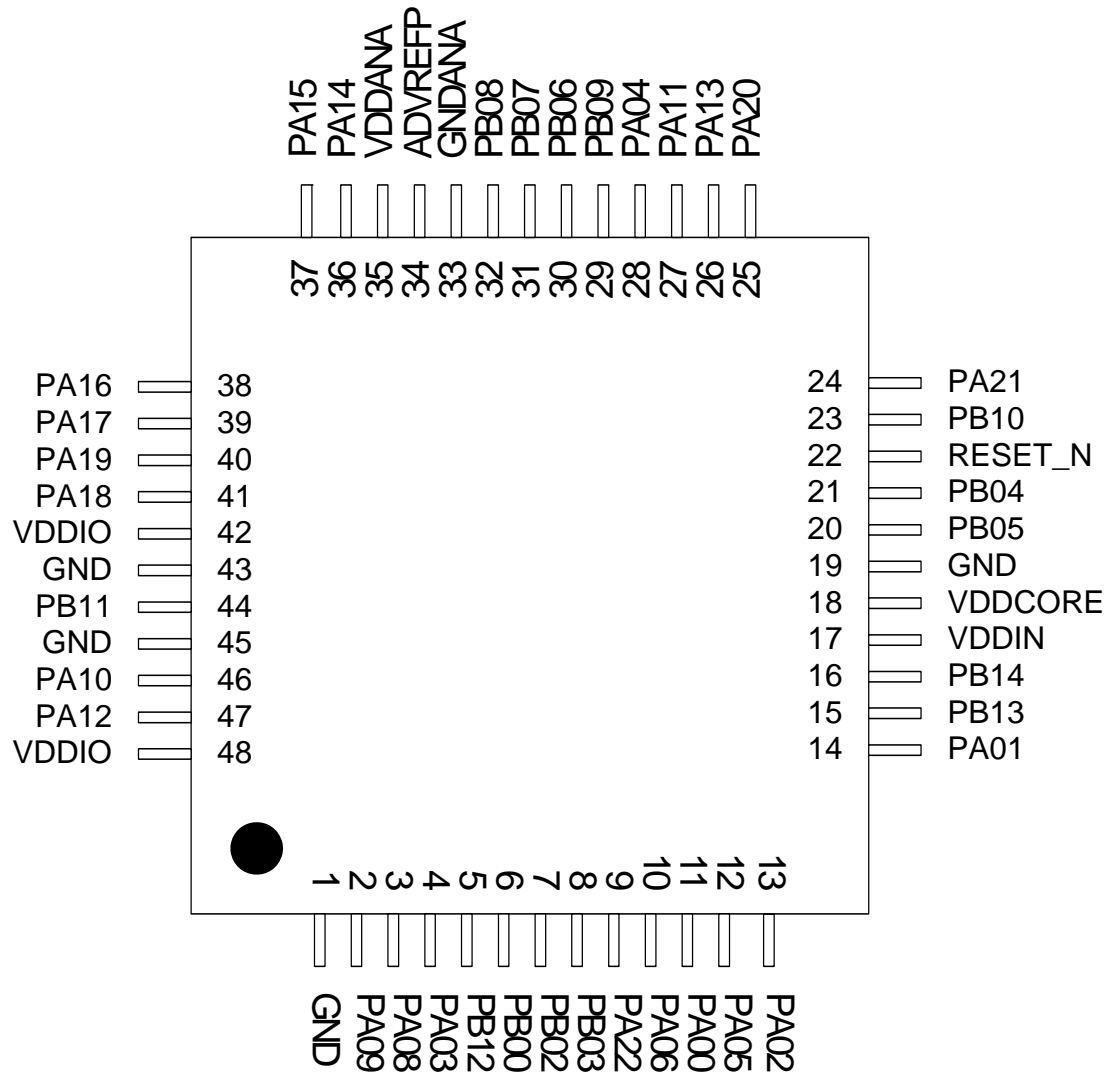 PA15 PA14 VDDANA ADVREFP GNDANA PB08 PB07 PB06 PB09 PA04 PA11 PA13 PA20
37 36 35 34 33 32 31 30 29 28 27 26 25
PA16 38 24 PA21
PA17 39 23 PB10
PA19 40 22 RESET_N
PA18 41 21 PB04
VDDIO 42 20 PB05
GND 43 19 GND
PB11 44 18 VDDCORE
GND 45 17 VDDIN
PA10 46 16 PB14
PA12 47 15 PB13
VDDIO 48 14 PA01
1 2 3 4 5 6 7 8 9 10 11 12 13
GND PA09 PA08 PA03 PB12 PB00 PB02 PB03 PA22 PA06 PA00 PA05 PA02